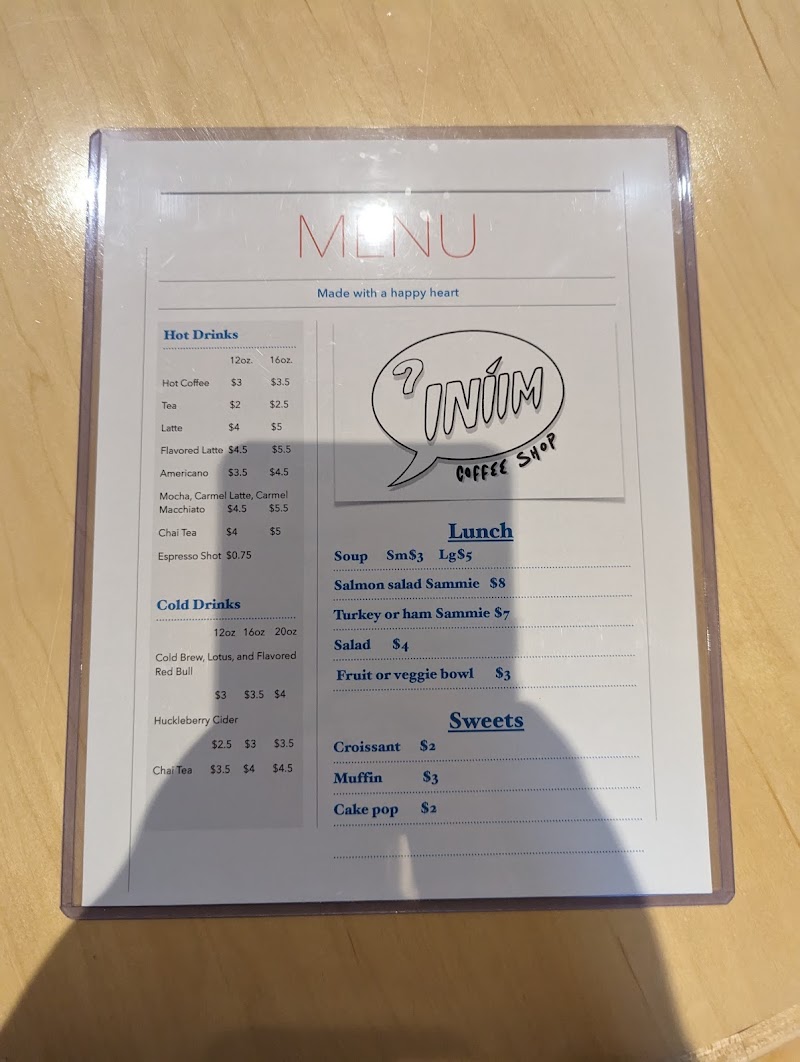 MENU
Made with a happy heart
Hot Drinks
12oz. 16oz.
Hot Coffee $3 $3.5
Tea $2 $2.5
Latte $4 $5
Flavored Latte $4.5 $5.5
Americano $3.5 $4.5
Mocha, Carmel Latte, Carmel
Macchiato $4.5 $5.5
Chai Tea $4 $5
Espresso Shot $0.75
Cold Drinks
12oz 16oz 20oz
Cold Brew, Lotus, and Flavored
Red Bull
$3 $3.5 $4
Huckleberry Cider
$2.5 $3 $3.5
Chai Tea $3.5 $4 $4.5
ʔINÍIM
COFFEE SHOP
Lunch
Soup Sm$3 Lg$5
Salmon salad Sammie $8
Turkey or ham Sammie $7
Salad $4
Fruit or veggie bowl $3
Sweets
Croissant $2
Muffin $3
Cake pop $2